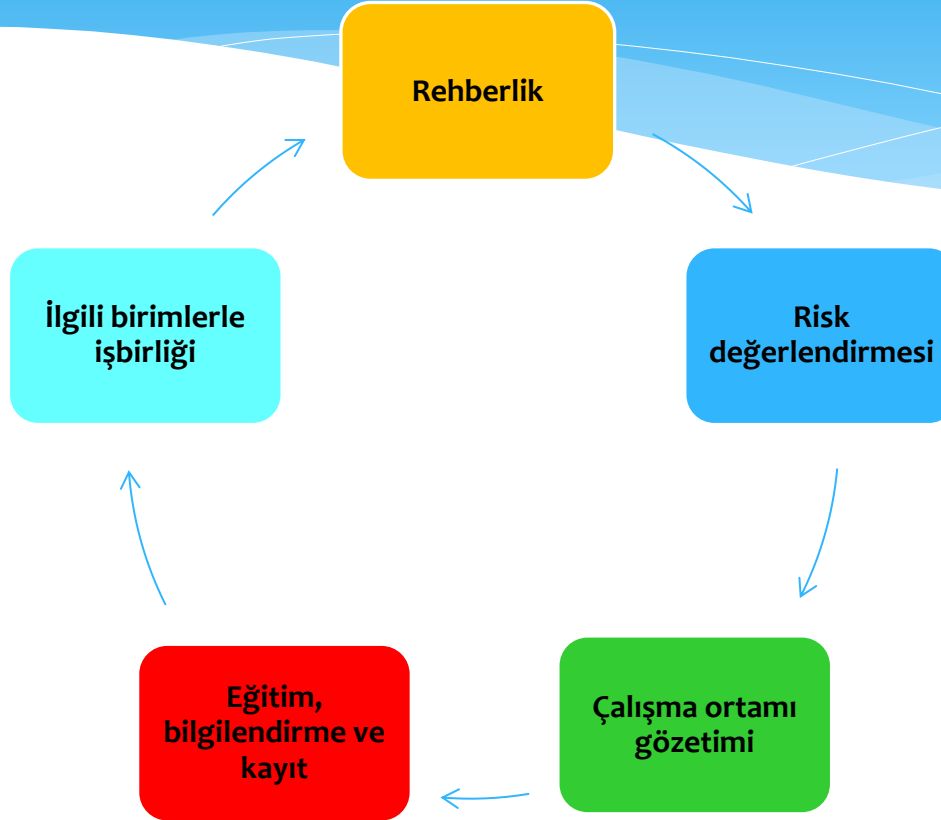 Rehberlik
İlgili birimlerle
işbirliği
Risk
değerlendirmesi
Eğitim,
bilgilendirme ve
kayıt
Çalışma ortamı
gözetimi